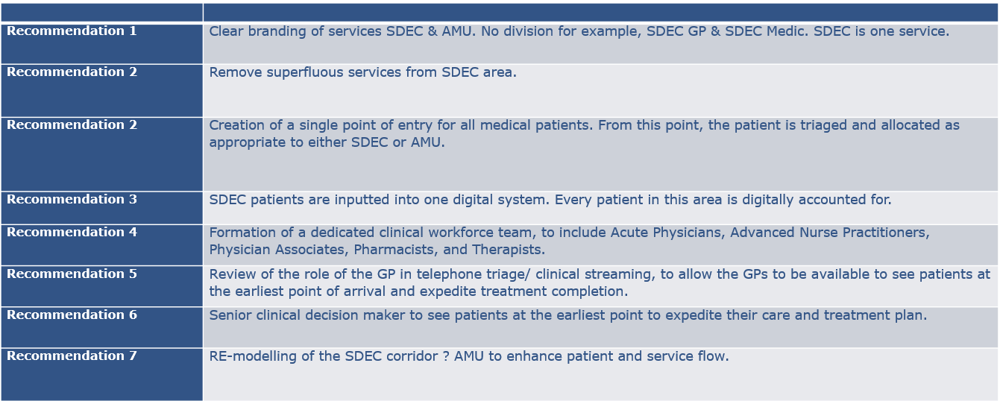 Recommendation 1
Clear branding of services SDEC & AMU. No division for example, SDEC GP & SDEC Medic. SDEC is one service.
Recommendation 2
Remove superfluous services from SDEC area.
Recommendation 2
Creation of a single point of entry for all medical patients. From this point, the patient is triaged and allocated as
appropriate to either SDEC or AMU.
Recommendation 3
SDEC patients are inputted into one digital system. Every patient in this area is digitally accounted for.
Recommendation 4
Formation of a dedicated clinical workforce team, to include Acute Physicians, Advanced Nurse Practitioners,
Physician Associates, Pharmacists, and Therapists.
Recommendation 5
Review of the role of the GP in telephone triage/ clinical streaming, to allow the GPs to be available to see patients at
the earliest point of arrival and expedite treatment completion.
Recommendation 6
Senior clinical decision maker to see patients at the earliest point to expedite their care and treatment plan.
Recommendation 7
RE-modelling of the SDEC corridor ? AMU to enhance patient and service flow.